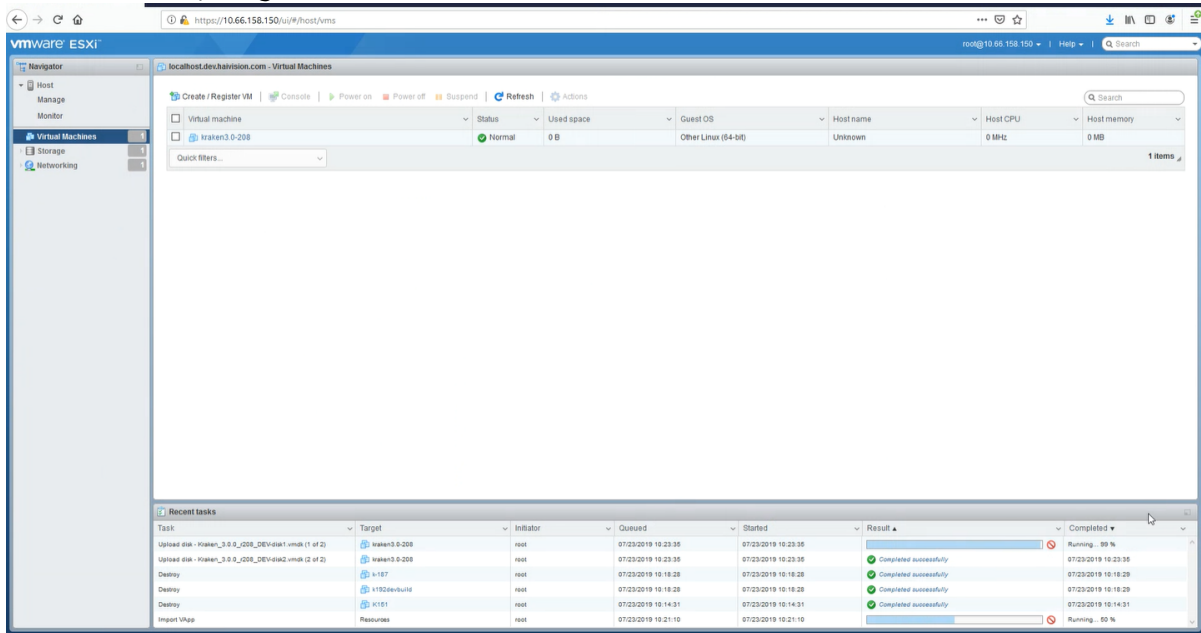 https://10.66.158.150/ui/#/host/vms
vmware ESXi™
root@10.66.158.150 | Help | Search
Navigator
localhost.dev.haivision.com - Virtual Machines
Host
Manage
Monitor
Virtual Machines 1
Storage 1
Networking 1
Create / Register VM | Console | Power on Power off Suspend | Refresh | Actions
Search
Virtual machine Status Used space Guest OS Host name Host CPU Host memory
kraken3.0-208 Normal 0 B Other Linux (64-bit) Unknown 0 MHz 0 MB
Quick filters...
1 items
Recent tasks
Task Target Initiator Queued Started Result Completed
Upload disk - Kraken_3.0.0_r208_DEV-disk1.vmdk (1 of 2) kraken3.0-208 root 07/23/2019 10:23:35 07/23/2019 10:23:35 Running... 99 %
Upload disk - Kraken_3.0.0_r208_DEV-disk2.vmdk (2 of 2) kraken3.0-208 root 07/23/2019 10:23:35 07/23/2019 10:23:35 Completed successfully 07/23/2019 10:23:35
Destroy k-187 root 07/23/2019 10:18:28 07/23/2019 10:18:28 Completed successfully 07/23/2019 10:18:29
Destroy k192devbuild root 07/23/2019 10:18:28 07/23/2019 10:18:28 Completed successfully 07/23/2019 10:18:29
Destroy K151 root 07/23/2019 10:14:31 07/23/2019 10:14:31 Completed successfully 07/23/2019 10:14:31
Import VApp Resources root 07/23/2019 10:21:10 07/23/2019 10:21:10 Running... 50 %